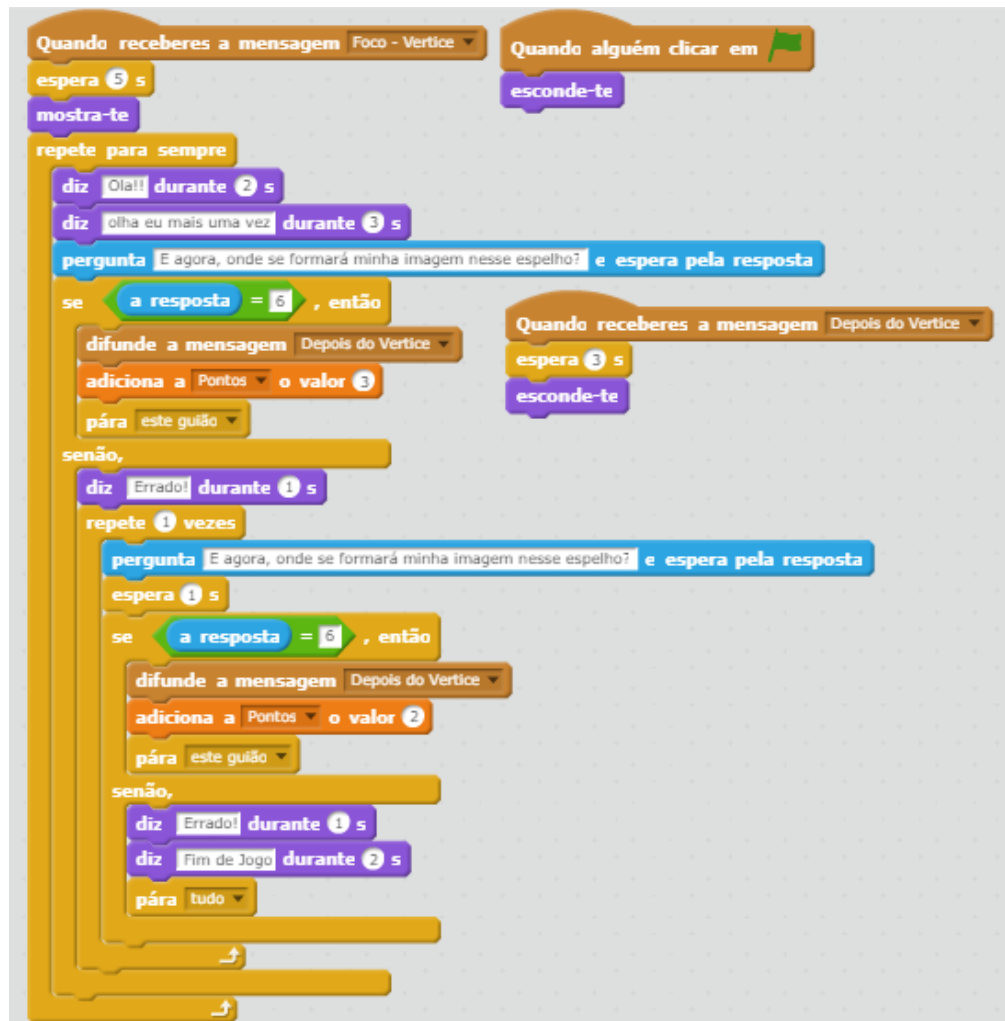 Quando receberes a mensagem Foco - Vertice
espera 5 s
mostra-te
repete para sempre
diz Ola!! durante 2 s
diz olha eu mais uma vez durante 3 s
pergunta E agora, onde se formará minha imagem nesse espelho? e espera pela resposta
se a resposta = 6 , então
difunde a mensagem Depois do Vertice
adiciona a Pontos o valor 3
pára este guião
senão,
diz Errado! durante 1 s
repete 1 vezes
pergunta E agora, onde se formará minha imagem nesse espelho? e espera pela resposta
espera 1 s
se a resposta = 6 , então
difunde a mensagem Depois do Vertice
adiciona a Pontos o valor 2
pára este guião
senão,
diz Errado! durante 1 s
diz Fim de Jogo durante 2 s
pára tudo
Quando alguém clicar em
esconde-te
Quando receberes a mensagem Depois do Vertice
espera 3 s
esconde-te